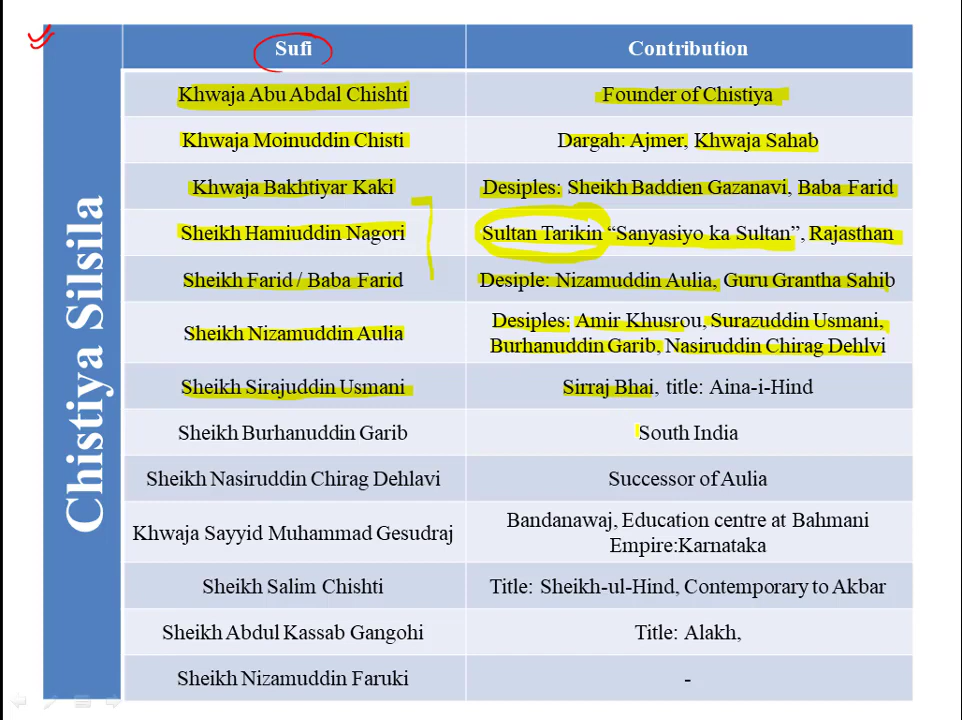 Chistiya Silsila
Sufi
Contribution
Khwaja Abu Abdal Chishti
Founder of Chistiya
Khwaja Moinuddin Chisti
Dargah: Ajmer, Khwaja Sahab
Khwaja Bakhtiyar Kaki
Desiples: Sheikh Baddien Gazanavi, Baba Farid
Sheikh Hamiuddin Nagori
Sultan Tarikin “Sanyasiyo ka Sultan”, Rajasthan
Sheikh Farid / Baba Farid
Desiple: Nizamuddin Aulia, Guru Grantha Sahib
Sheikh Nizamuddin Aulia
Desiples: Amir Khusrou, Surazuddin Usmani,
Burhanuddin Garib, Nasiruddin Chirag Dehlvi
Sheikh Sirajuddin Usmani
Sirraj Bhai, title: Aina-i-Hind
Sheikh Burhanuddin Garib
South India
Sheikh Nasiruddin Chirag Dehlavi
Successor of Aulia
Khwaja Sayyid Muhammad Gesudraj
Bandanawaj, Education centre at Bahmani
Empire:Karnataka
Sheikh Salim Chishti
Title: Sheikh-ul-Hind, Contemporary to Akbar
Sheikh Abdul Kassab Gangohi
Title: Alakh,
Sheikh Nizamuddin Faruki
-